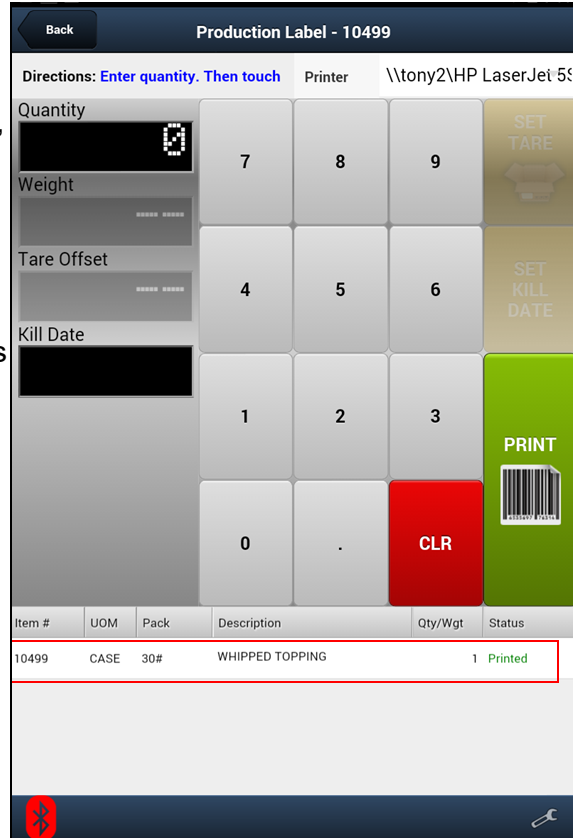 Back
Production Label - 10499
Directions: Enter quantity. Then touch Printer \\tony2\HP LaserJet 5S
Quantity
0
Weight
----- -----
Tare Offset
----- -----
Kill Date
s
7 8 9
SET
TARE
4 5 6
SET
KILL
DATE
1 2 3
PRINT
0 . CLR
Item # UOM Pack Description Qty/Wgt Status
10499 CASE 30# WHIPPED TOPPING 1 Printed